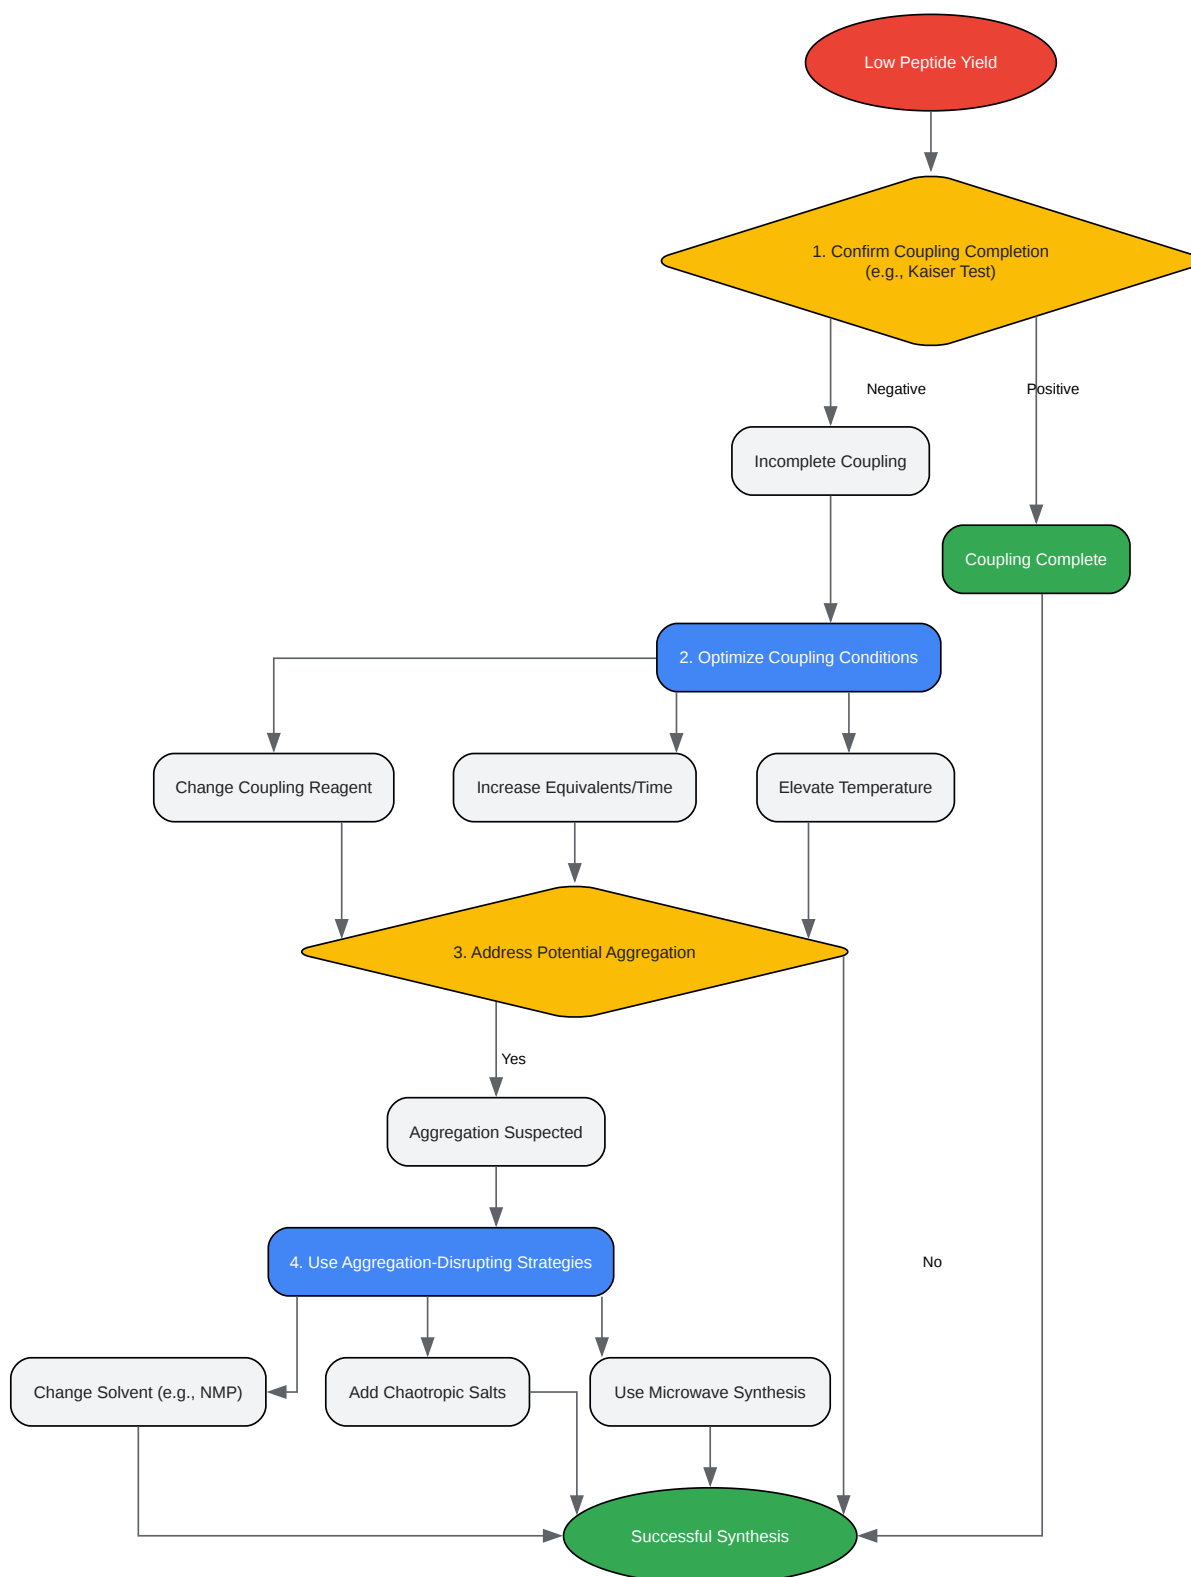 Low Peptide Yield
1. Confirm Coupling Completion
(e.g., Kaiser Test)
Negative
Positive
Incomplete Coupling
Coupling Complete
2. Optimize Coupling Conditions
Change Coupling Reagent
Increase Equivalents/Time
Elevate Temperature
3. Address Potential Aggregation
Yes
Aggregation Suspected
4. Use Aggregation-Disrupting Strategies
No
Change Solvent (e.g., NMP)
Add Chaotropic Salts
Use Microwave Synthesis
Successful Synthesis